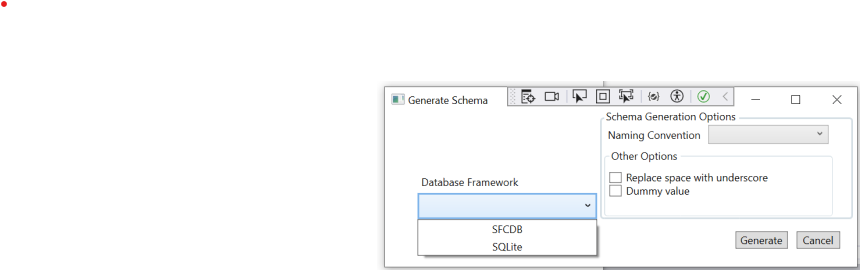 Generate Schema
Schema Generation Options
Naming Convention
Other Options
Replace space with underscore
Dummy value
Database Framework
SFCDB
SQLite
Generate
Cancel